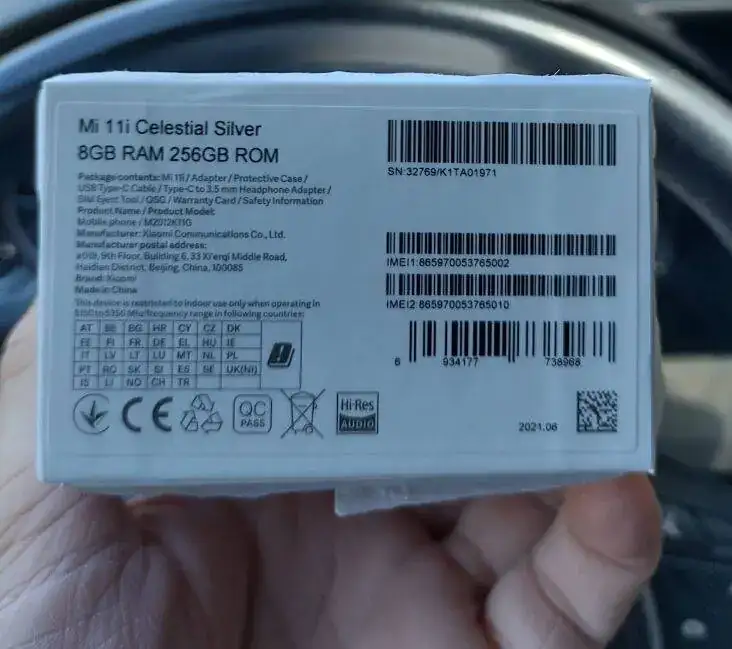 Mi 11i Celestial Silver
8GB RAM 256GB ROM
Package contents: Mi 11i / Adapter / Protective Case /
USB Type-C Cable / Type-C to 3.5 mm Headphone Adapter /
SIM Eject Tool / QSG / Warranty Card / Safety Information
Product Name / Product Model:
Mobile phone / M2012K11G
Manufacturer: Xiaomi Communications Co., Ltd.
Manufacturer postal address:
#019, 9th Floor, Building 6, 33 Xi'erqi Middle Road,
Haidian District, Beijing, China, 100085
Brand: Xiaomi
Made in China
This device is restricted to indoor use only when operating in
5150 to 5350 MHz frequency range in following countries:
AT BE BG HR CY CZ DK
EE FI FR DE EL HU IE
IT LV LT LU MT NL PL
PT RO SK SI ES SE UK(NI)
IS LI NO CH TR
CE
QC
PASS
Hi-Res
AUDIO
SN:32769/K1TA01971
IMEI1:865970053765002
IMEI2:865970053765010
6 934177 738968
2021.06